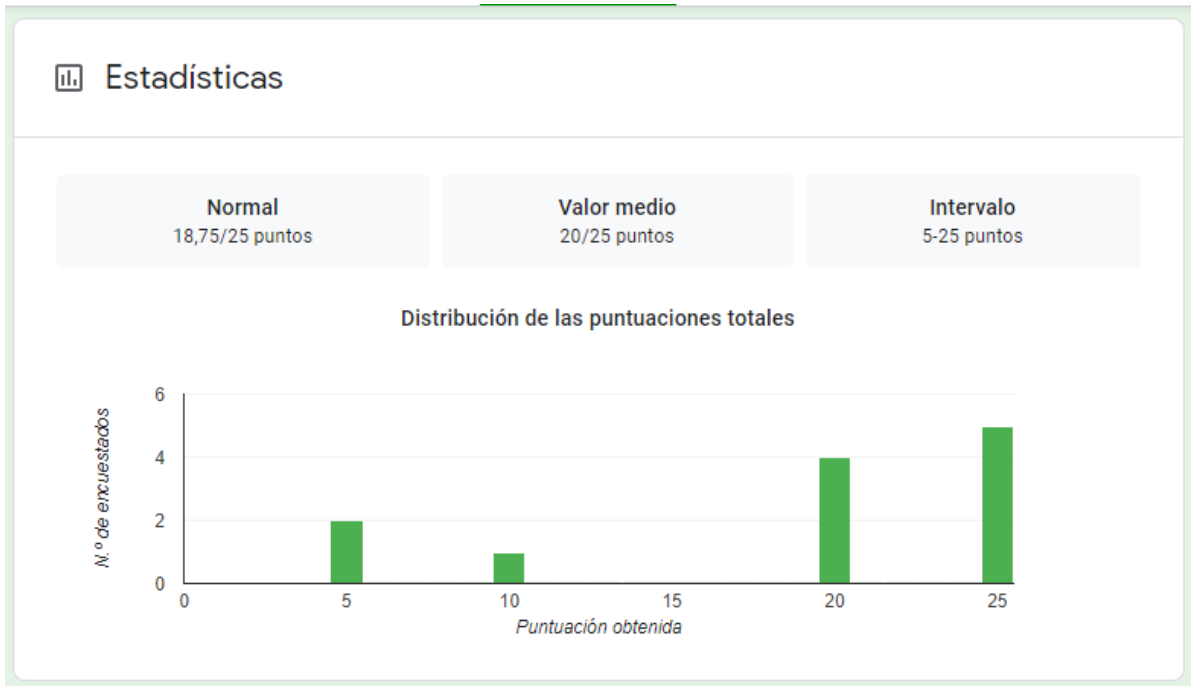 Estadísticas
Normal
18,75/25 puntos
Valor medio
20/25 puntos
Intervalo
5-25 puntos
Distribución de las puntuaciones totales
N.º de encuestados
6
4
2
0
0 5 10 15 20 25
Puntuación obtenida